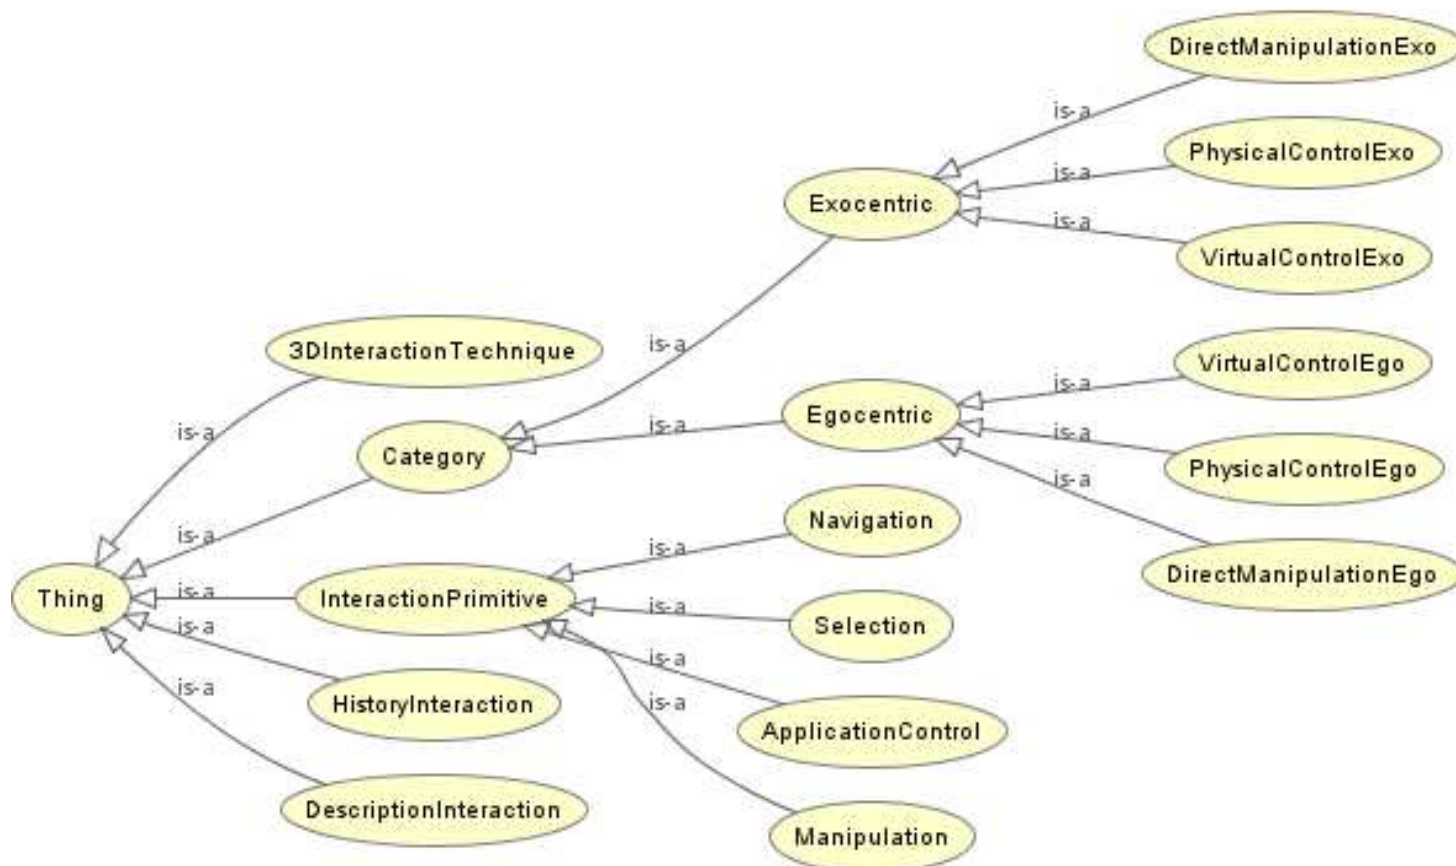 DirectManipulationExo
is-a
PhysicalControlExo
is-a
Exocentric
is-a
VirtualControlExo
3DInteractionTechnique
is-a
VirtualControlEgo
is-a
Egocentric
is-a
is-a
is-a
Category
PhysicalControlEgo
is-a
Navigation
is-a
is-a
DirectManipulationEgo
Thing
is-a
InteractionPrimitive
is-a
Selection
is-a
is-a
is-a
HistoryInteraction
is-a
ApplicationControl
DescriptionInteraction
Manipulation